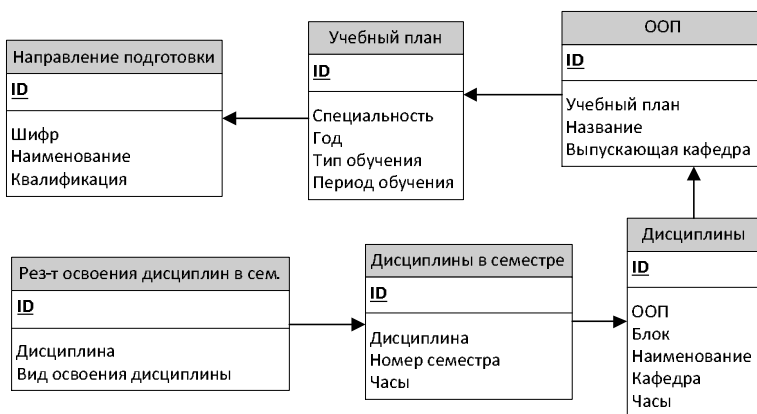 Направление подготовки
ID
Шифр
Наименование
Квалификация
Учебный план
ID
Специальность
Год
Тип обучения
Период обучения
ООП
ID
Учебный план
Название
Выпускающая кафедра
Рез-т освоения дисциплин в сем.
ID
Дисциплина
Вид освоения дисциплины
Дисциплины в семестре
ID
Дисциплина
Номер семестра
Часы
Дисциплины
ID
ООП
Блок
Наименование
Кафедра
Часы